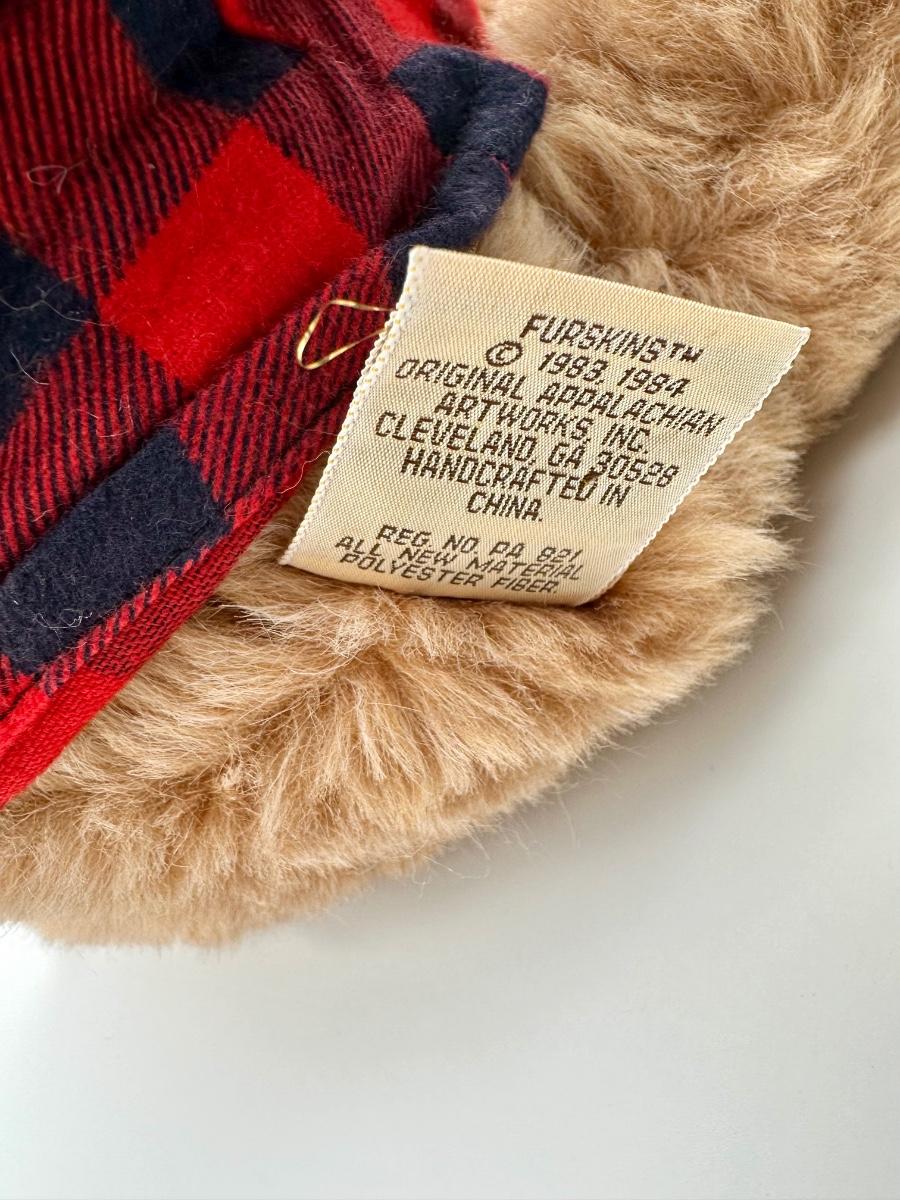 FURSKINS™
© 1983, 1984
ORIGINAL APPALACHIAN
ARTWORKS, INC.
CLEVELAND, GA 30528
HANDCRAFTED IN
CHINA.
REG. NO. PA 821
ALL NEW MATERIAL
POLYESTER FIBER.